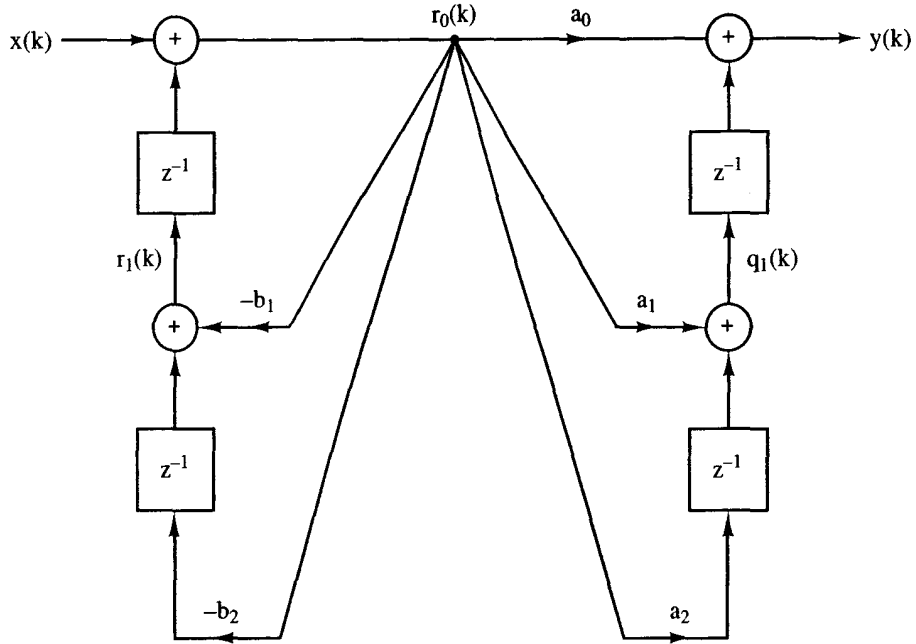 x(k)
+
r₀(k)
a₀
+
y(k)
z⁻¹
z⁻¹
r₁(k)
q₁(k)
+
–b₁
a₁
+
z⁻¹
z⁻¹
–b₂
a₂